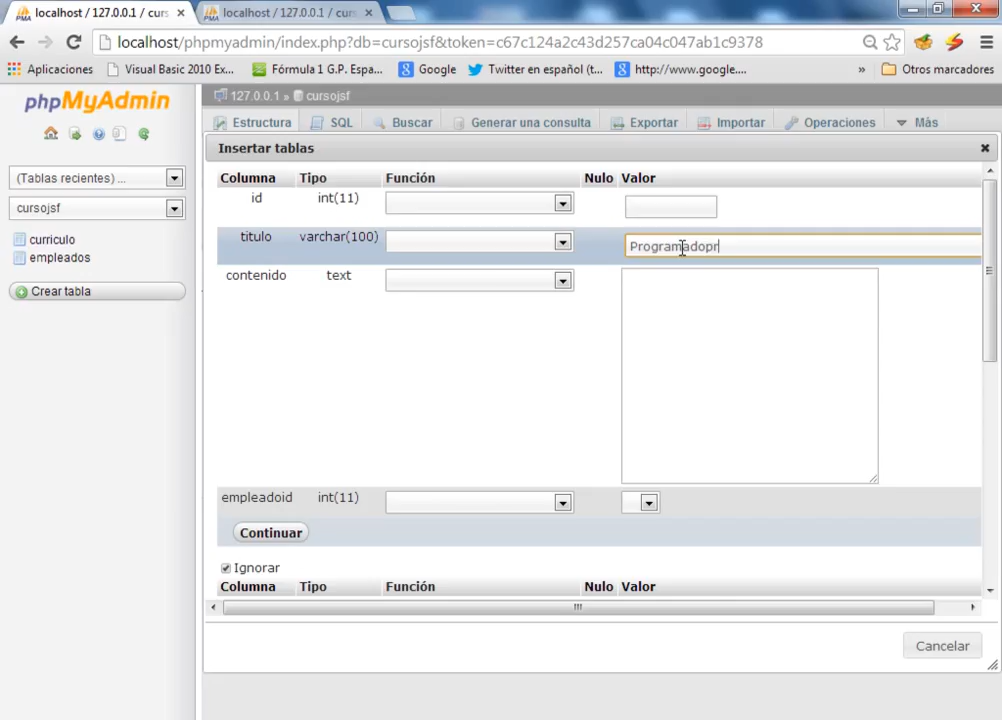 localhost / 127.0.0.1 / curs
localhost / 127.0.0.1 / curs
localhost/phpmyadmin/index.php?db=cursojsf&token=c67c124a2c43d257ca04c047ab1c9378
Aplicaciones
Visual Basic 2010 Ex...
Fórmula 1 G.P. Espa...
Google
Twitter en español (t...
http://www.google....
»
Otros marcadores
phpMyAdmin
127.0.0.1 » cursojsf
Estructura
SQL
Buscar
Generar una consulta
Exportar
Importar
Operaciones
Más
Insertar tablas
(Tablas recientes) ...
cursojsf
curriculo
empleados
Crear tabla
Columna Tipo Función Nulo Valor
id int(11)
titulo varchar(100) Programadopr
contenido text
empleadoid int(11)
Continuar
Ignorar
Columna Tipo Función Nulo Valor
Cancelar